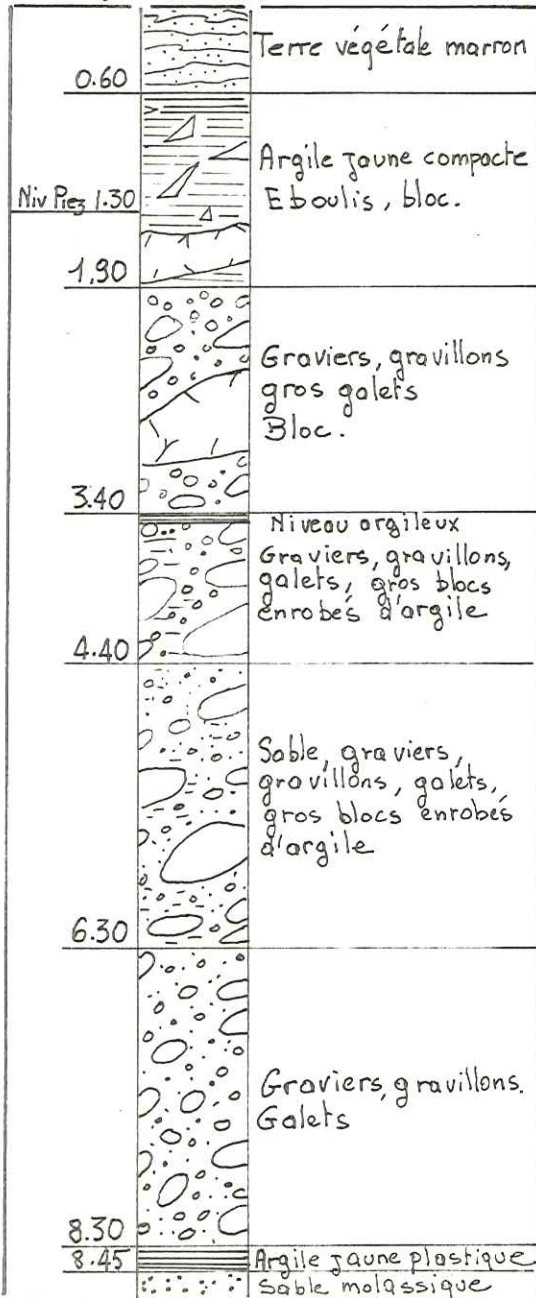 Terre végétale marron
0.60
Argile jaune compacte
Eboulis, bloc.
Niv Piez 1.30
1.90
Graviers, gravillons
gros galets
Bloc.
3.40
Niveau argileux
Graviers, gravillons,
galets, gros blocs
enrobés d'argile
4.40
Sable, graviers,
gravillons, galets,
gros blocs enrobés
d'argile
6.30
Graviers, gravillons.
Galets
8.30
8.45
Argile jaune plastique
Sable molassique